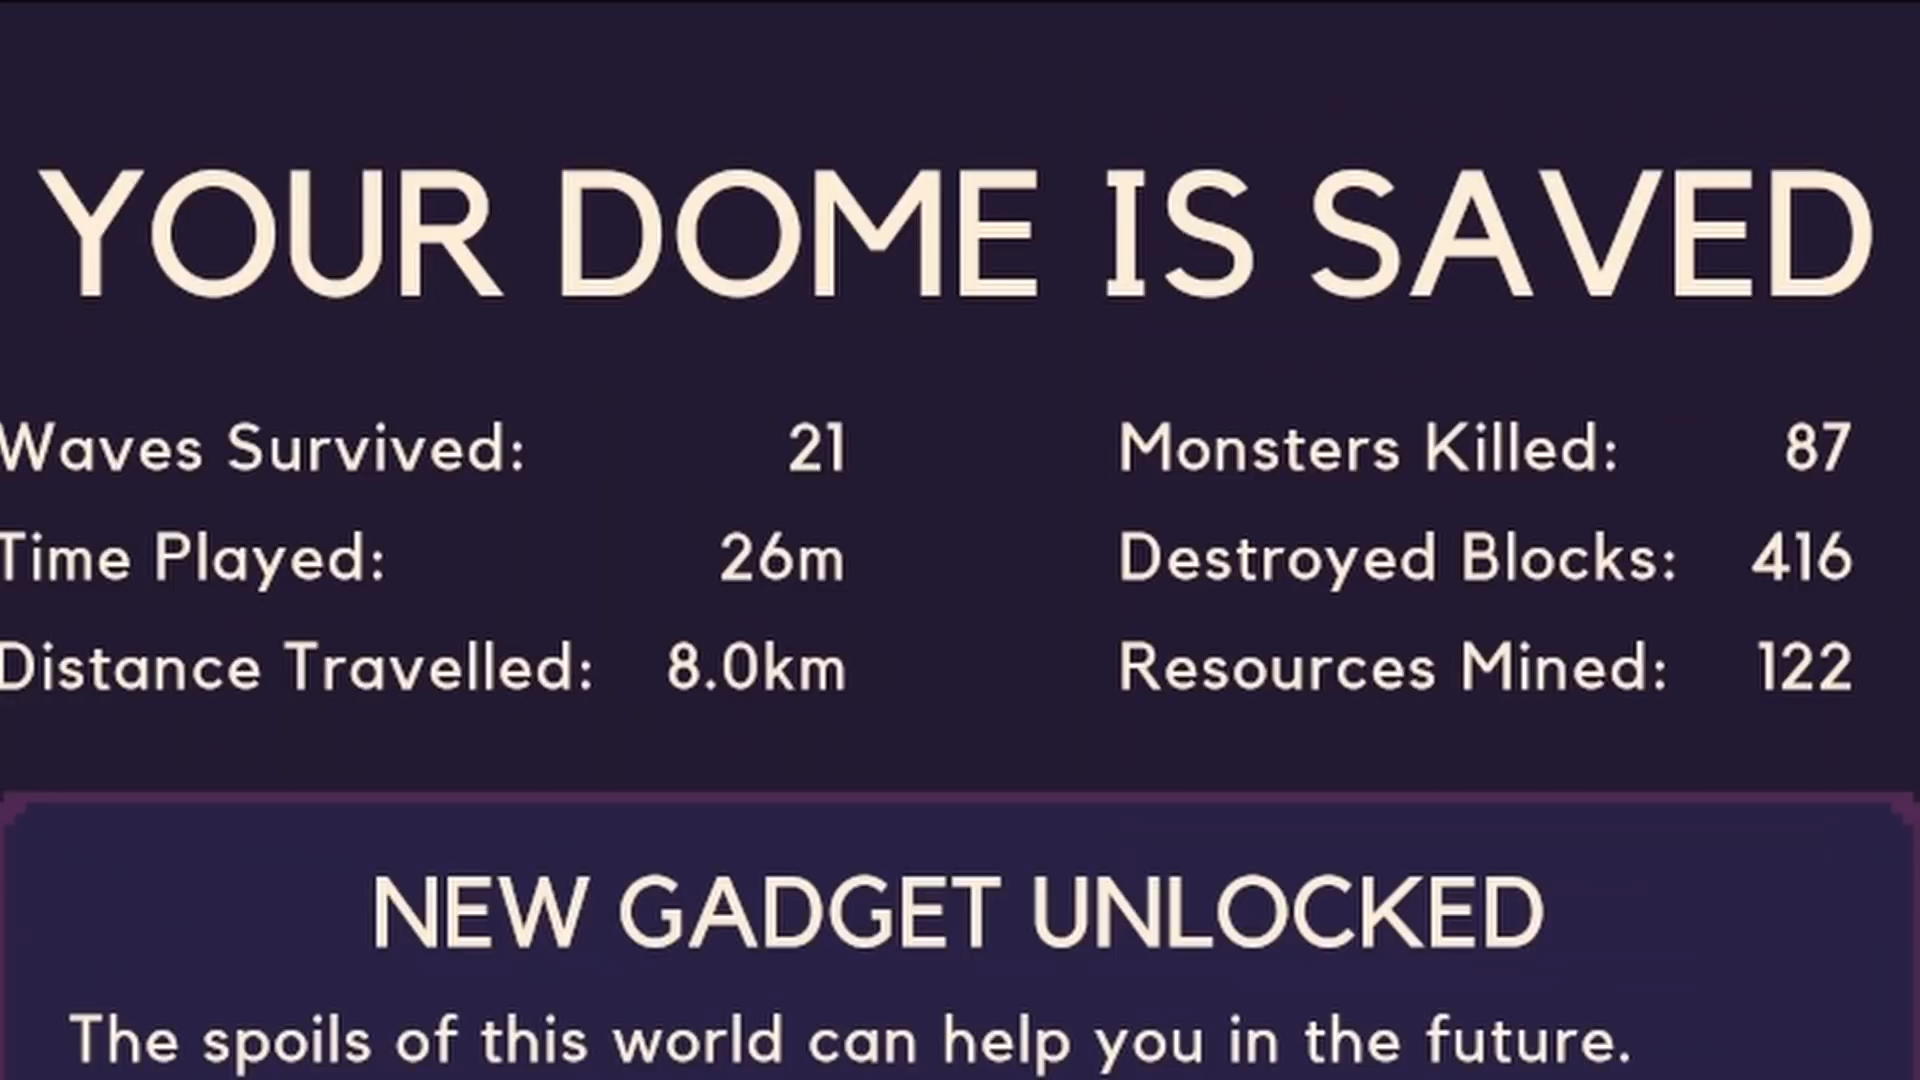 YOUR DOME IS SAVED
Waves Survived: 21 Monsters Killed: 87
Time Played: 26m Destroyed Blocks: 416
Distance Travelled: 8.0km Resources Mined: 122
NEW GADGET UNLOCKED
The spoils of this world can help you in the future.